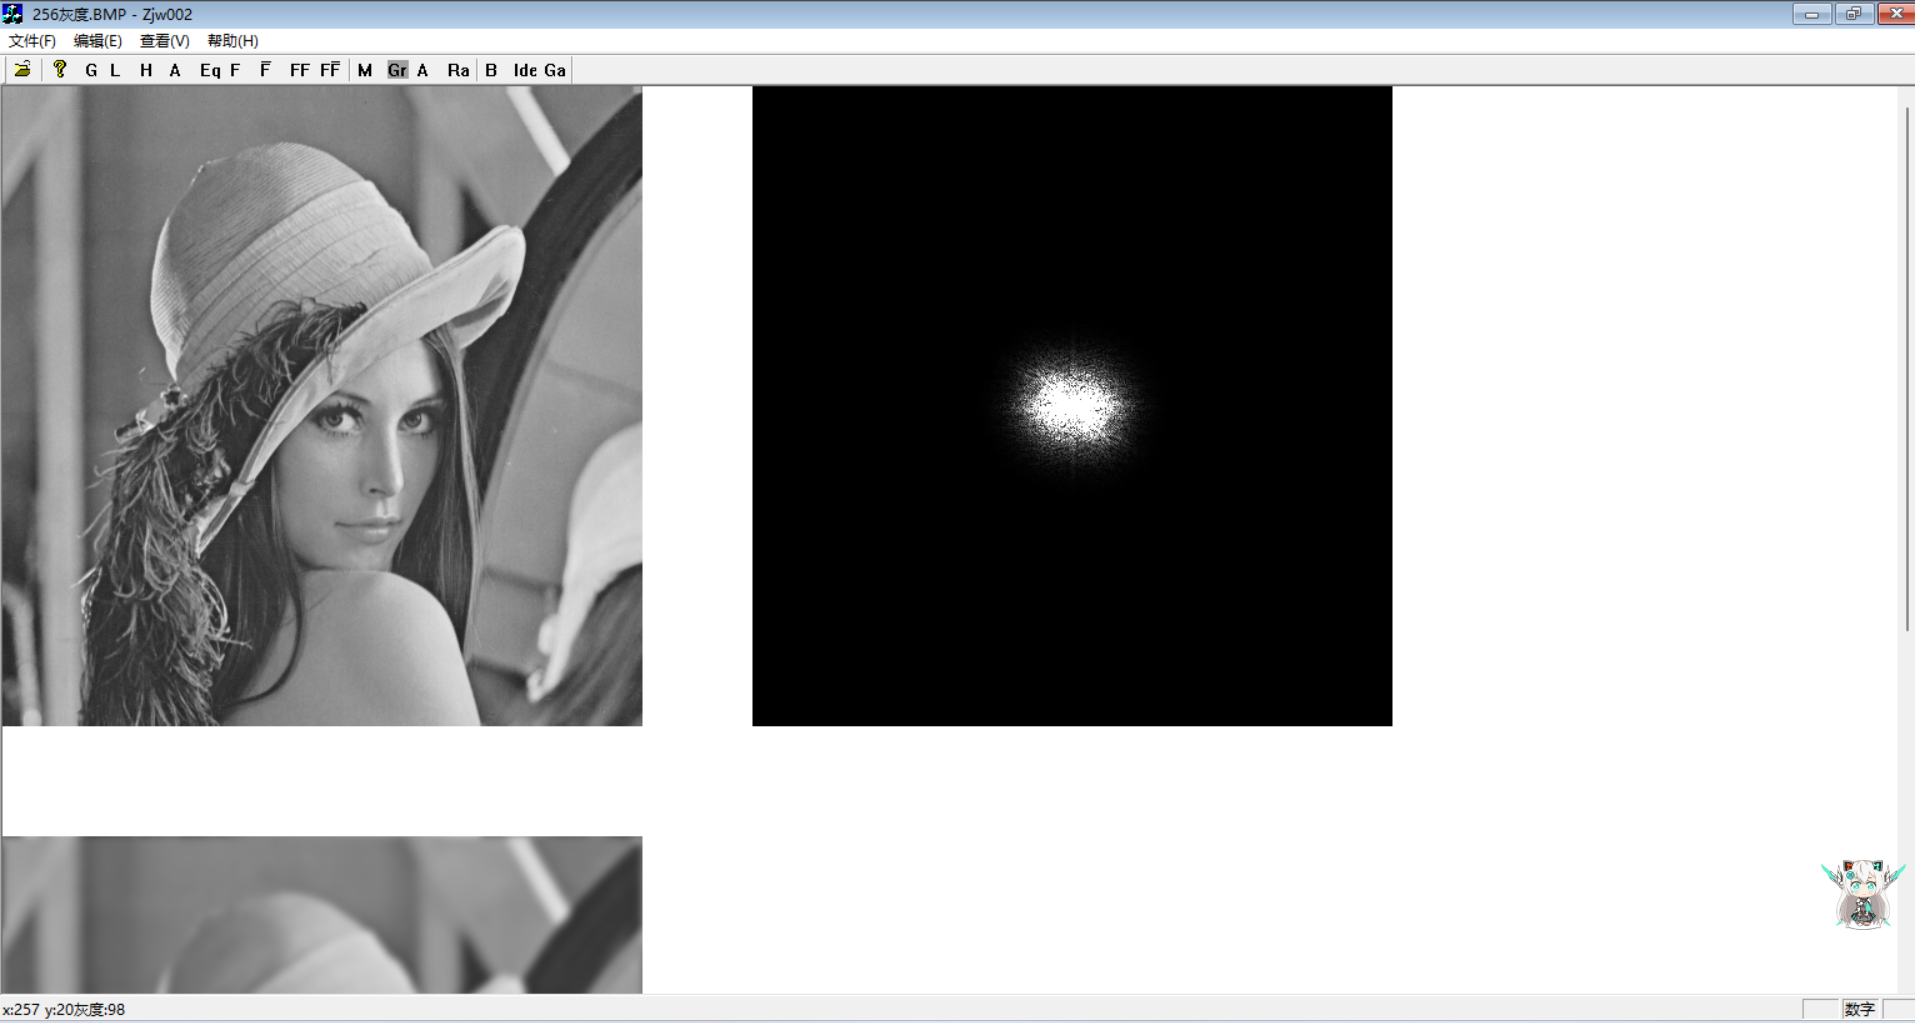 256灰度.BMP - Zjw002
文件(F) 编辑(E) 查看(V) 帮助(H)
? G L H A Eq F F̅ FF FF̅ M Gr A Ra B Ide Ga
x:257 y:20灰度:98
数字